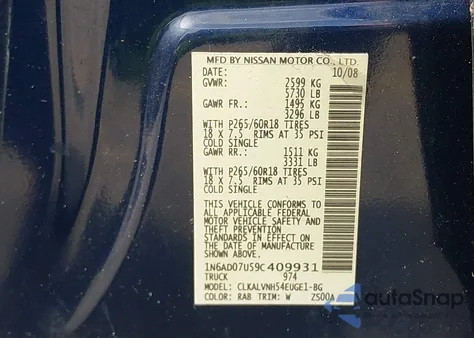 MFD BY NISSAN MOTOR CO., LTD.
DATE: 10/08
GVWR: 2599 KG
5730 LB
GAWR FR.: 1495 KG
3296 LB
WITH P265/60R18 TIRES
18 X 7.5 RIMS AT 35 PSI
COLD SINGLE
GAWR RR.: 1511 KG
3331 LB
WITH P265/60R18 TIRES
18 X 7.5 RIMS AT 35 PSI
COLD SINGLE
THIS VEHICLE CONFORMS TO
ALL APPLICABLE FEDERAL
MOTOR VEHICLE SAFETY AND
THEFT PREVENTION
STANDARDS IN EFFECT ON
THE DATE OF MANUFACTURE
SHOWN ABOVE.
1N6AD07U59C409931
TRUCK 974
MODEL: CLKALVNH54EUGE1-BG
COLOR: RAB TRIM: W ZS00A
AutoSnap